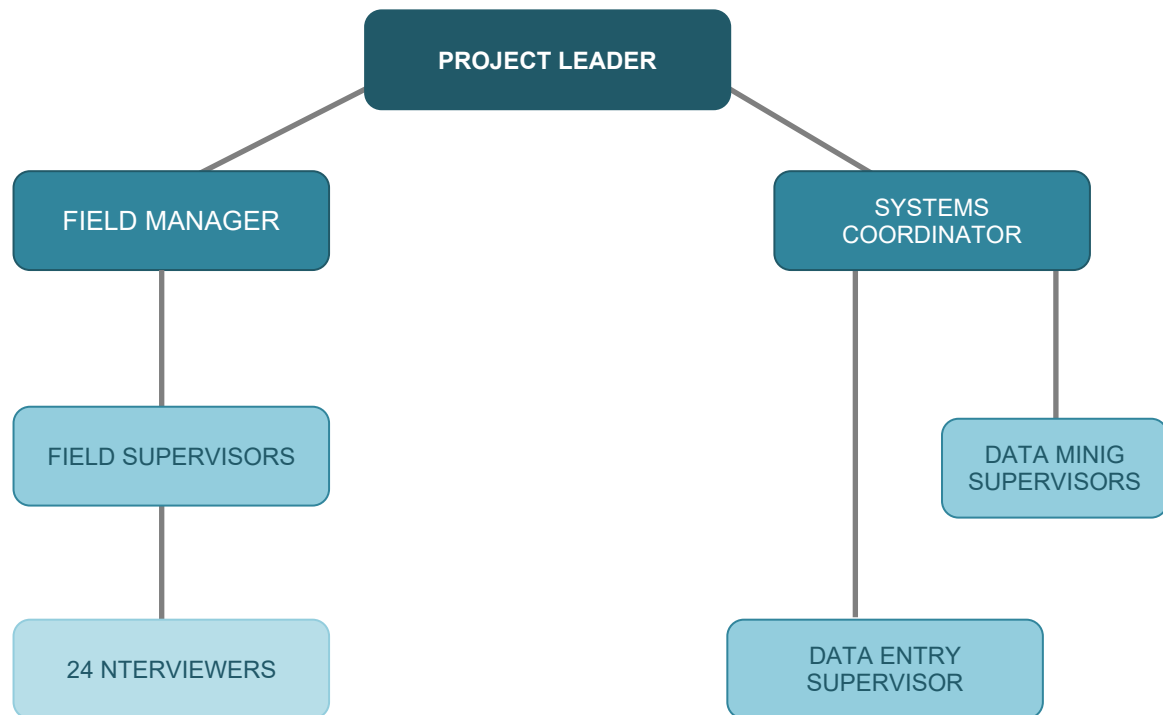 PROJECT LEADER
FIELD MANAGER
SYSTEMS
COORDINATOR
FIELD SUPERVISORS
DATA MINIG
SUPERVISORS
24 NTERVIEWERS
DATA ENTRY
SUPERVISOR